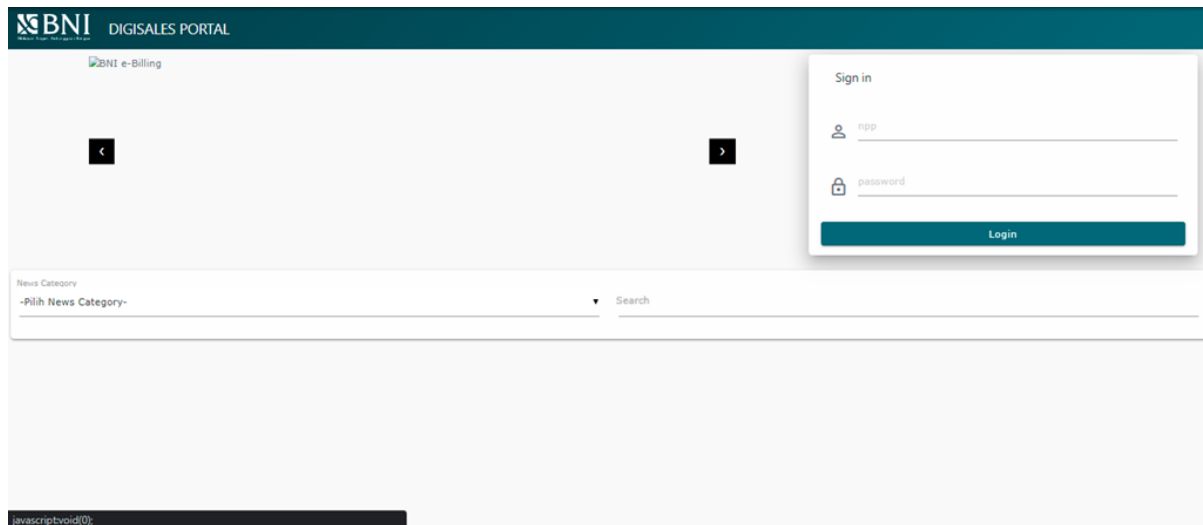 BNI DIGISALES PORTAL
BNI e-Billing
Sign in
npp
password
Login
News Category
-Pilih News Category-
Search
javascript:void(0);